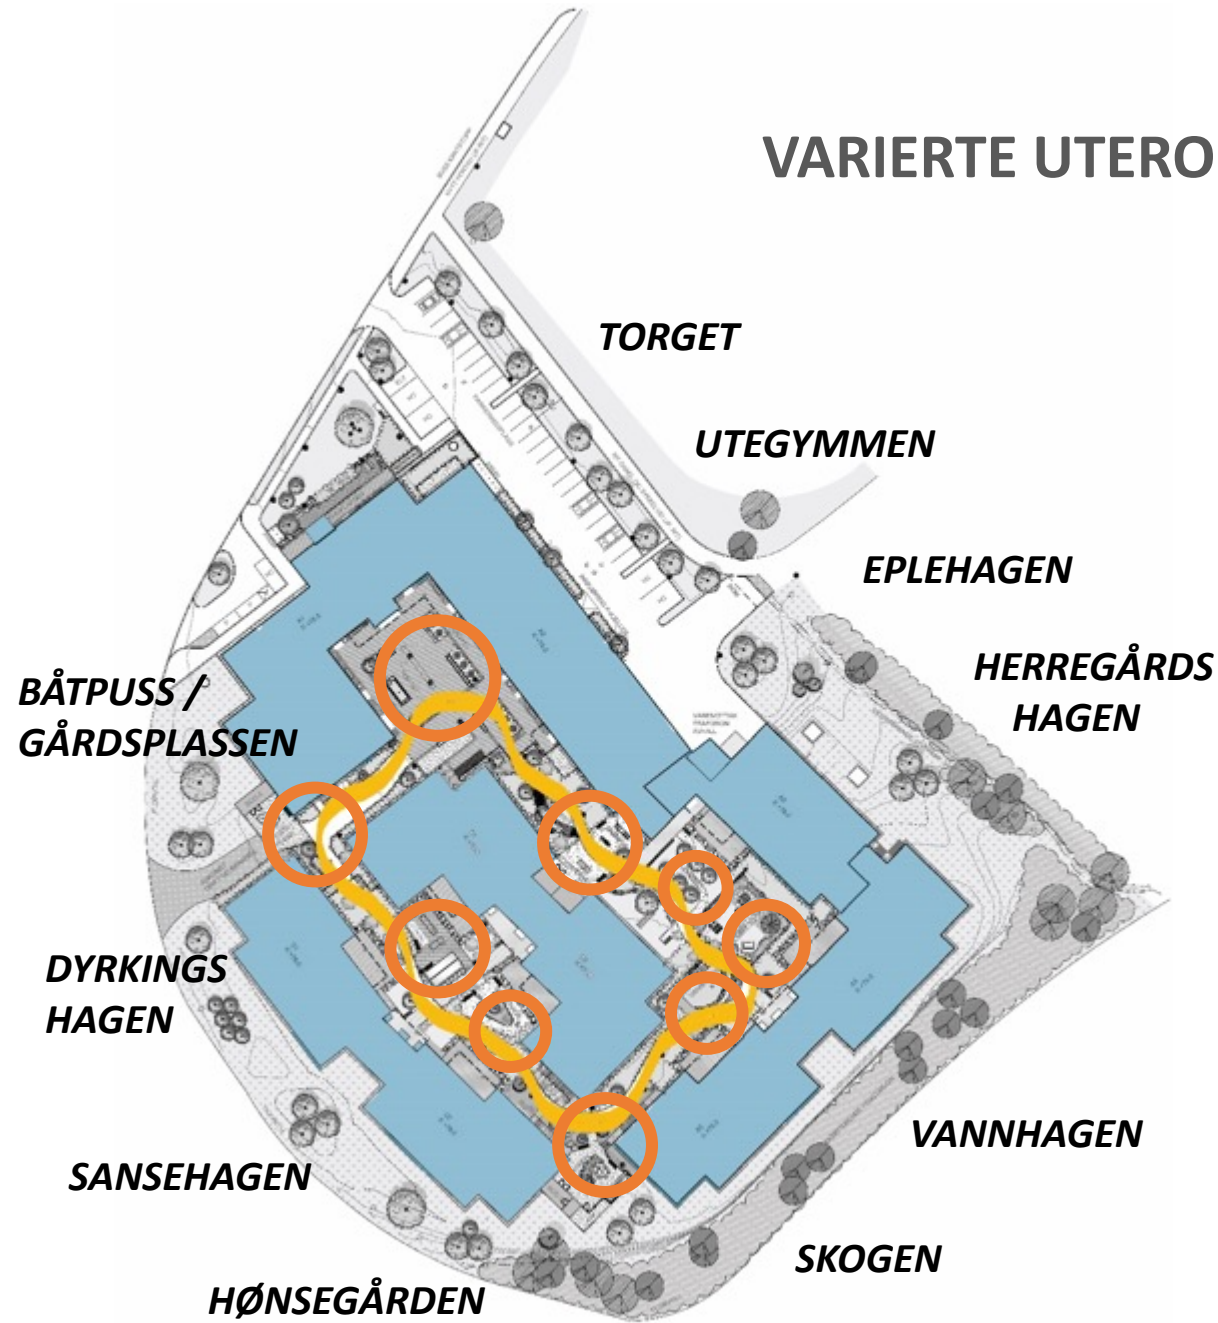 VARIERTE UTERO
TORGET
UTEGYMMEN
EPLEHAGEN
HERREGÅRDS
HAGEN
BÅTPUSS /
GÅRDSPLASSEN
DYRKINGS
HAGEN
VANNHAGEN
SANSEHAGEN
SKOGEN
HØNSEGÅRDEN